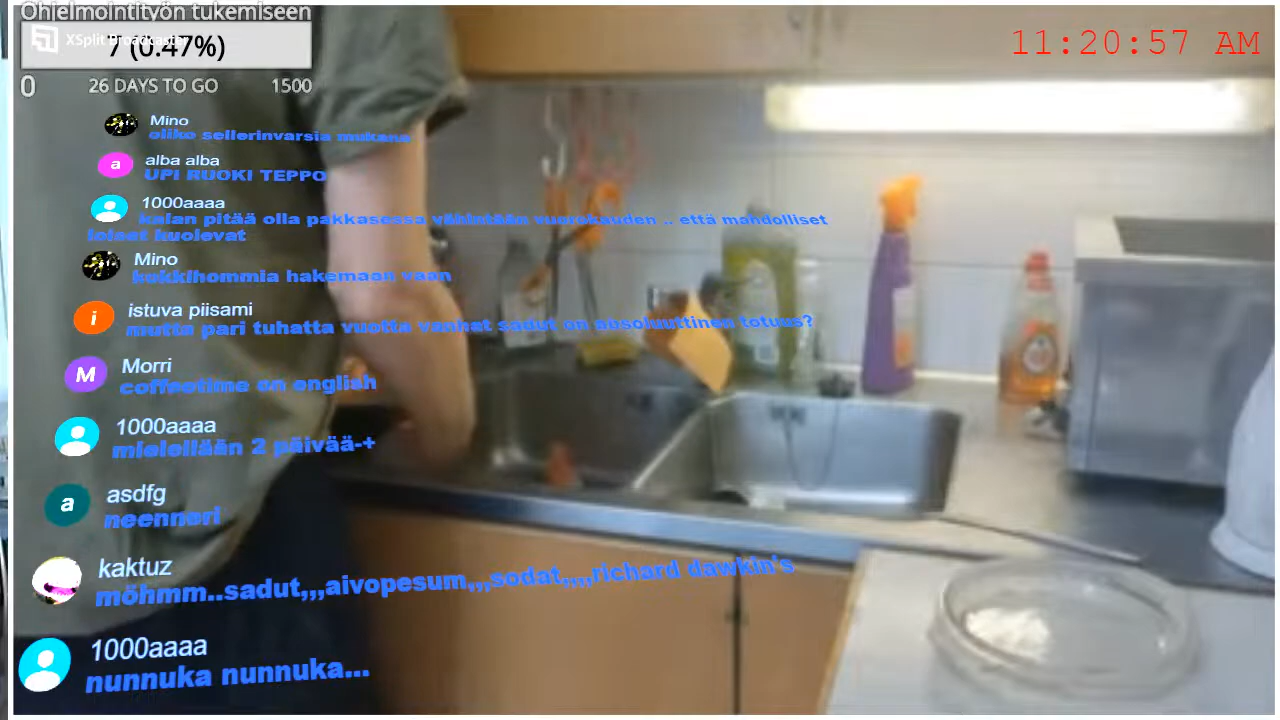 Ohjelmointityön tukemiseen
XSplit Broadcaster
7 (0.47%)
0 26 DAYS TO GO 1500
11:20:57 AM
Mino
oliko sellerinvarsia mukana
a alba alba
UPI RUOKI TEPPO
1000aaaa
kalan pitää olla pakkasessa vähintään vuorokauden .. että mahdolliset
loiset kuolevat
Mino
kokkihommia hakemaan vaan
i istuva piisami
mutta pari tuhatta vuotta vanhat sadut on absoluuttinen totuus?
M Morri
coffeetime on english
1000aaaa
mielellään 2 päivää-+
a asdfg
neenneri
kaktuz
möhmm..sadut,,,aivopesum,,,sodat,,,,richard dawkin's
1000aaaa
nunnuka nunnuka...